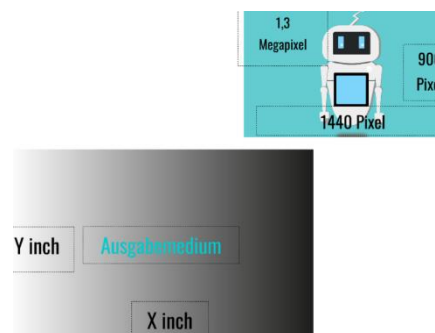 1,3
Megapixel
1440 Pixel
Y inch
Ausgabemedium
X inch